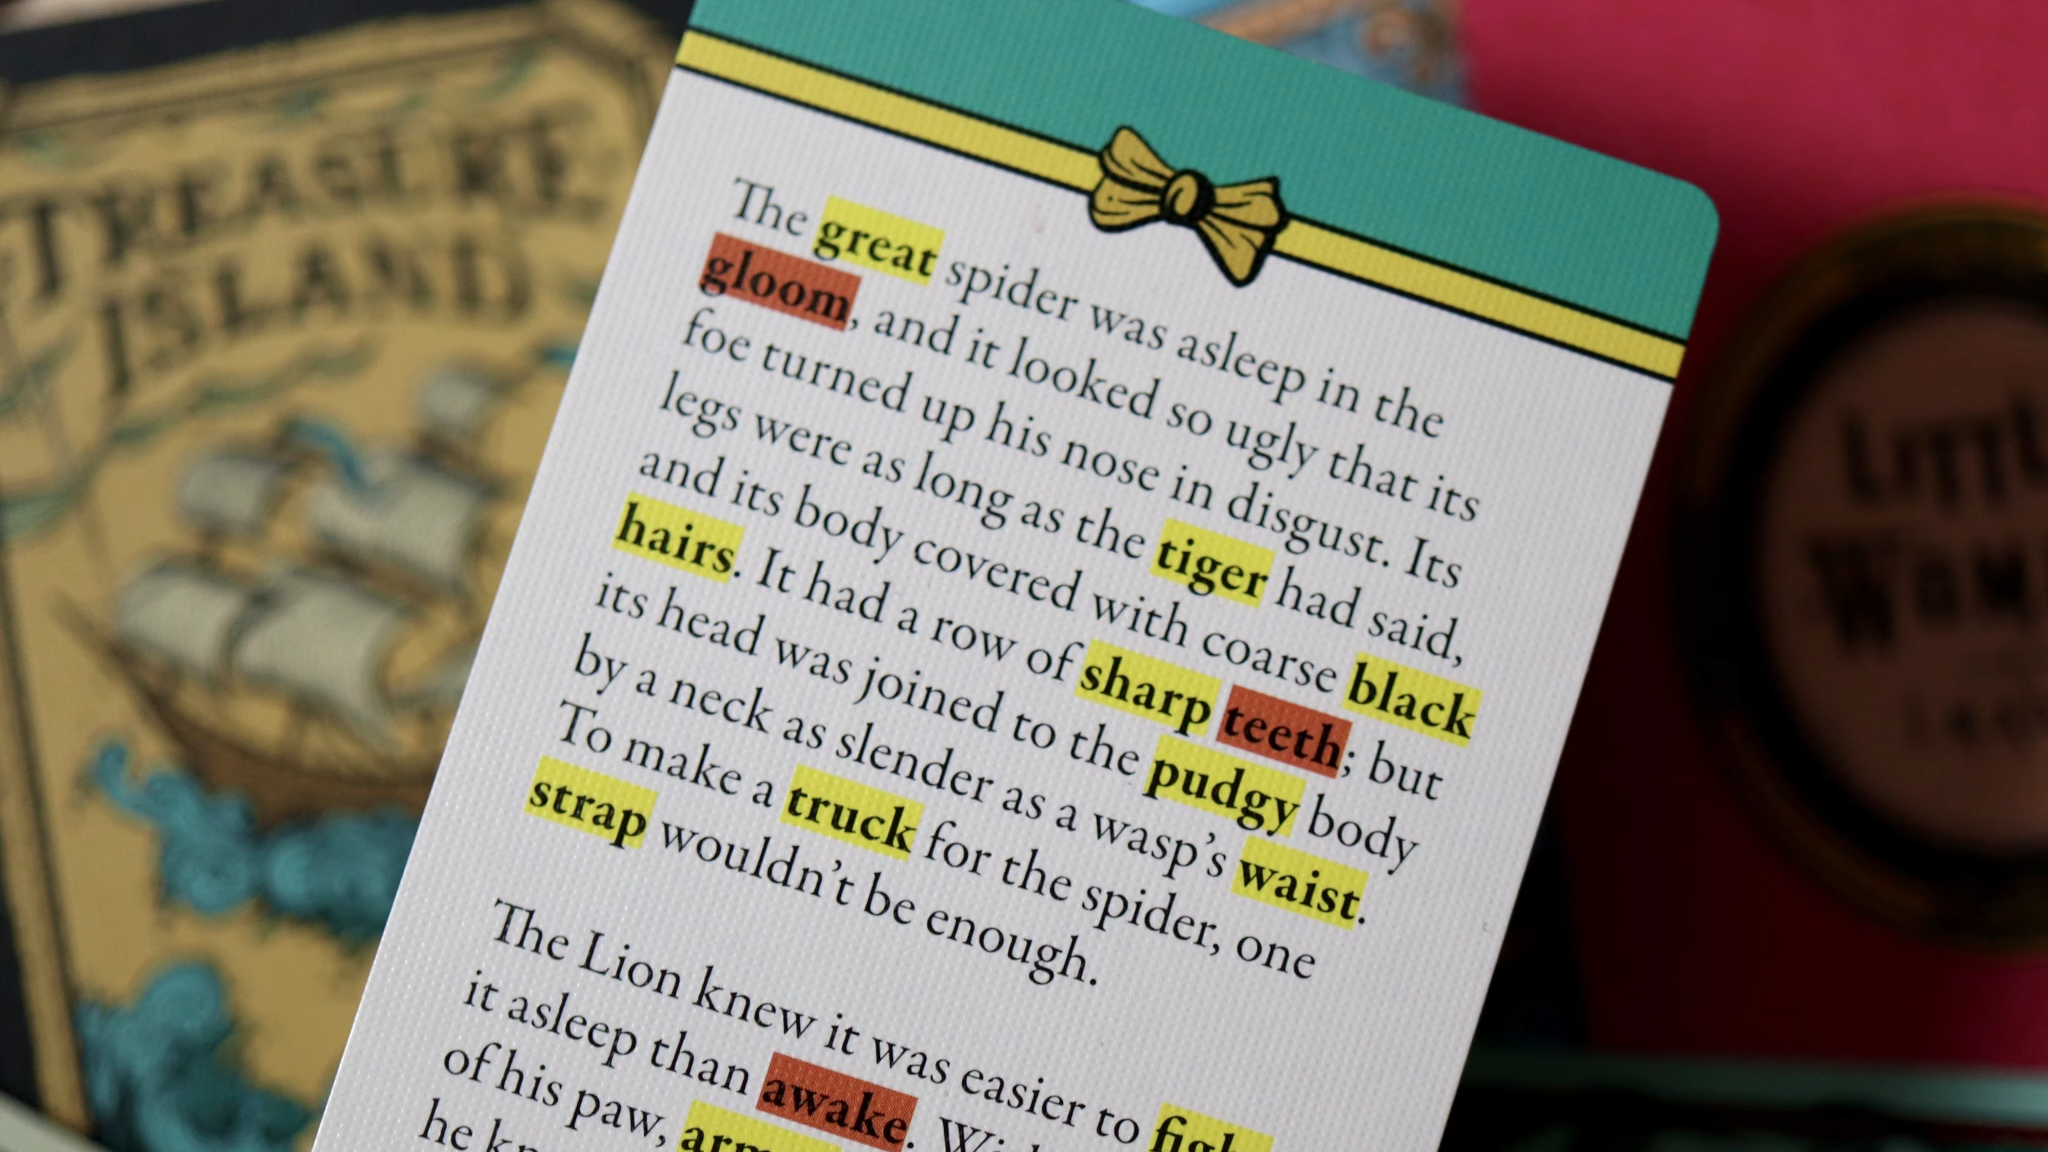 TREASURE
ISLAND
The great spider was asleep in the
gloom, and it looked so ugly that its
foe turned up his nose in disgust. Its
legs were as long as the tiger had said,
and its body covered with coarse black
hairs. It had a row of sharp teeth; but
its head was joined to the pudgy body
by a neck as slender as a wasp’s waist.
To make a truck for the spider, one
strap wouldn’t be enough.
The Lion knew it was easier to
it asleep than awake.
of his paw,
he
LITTLE